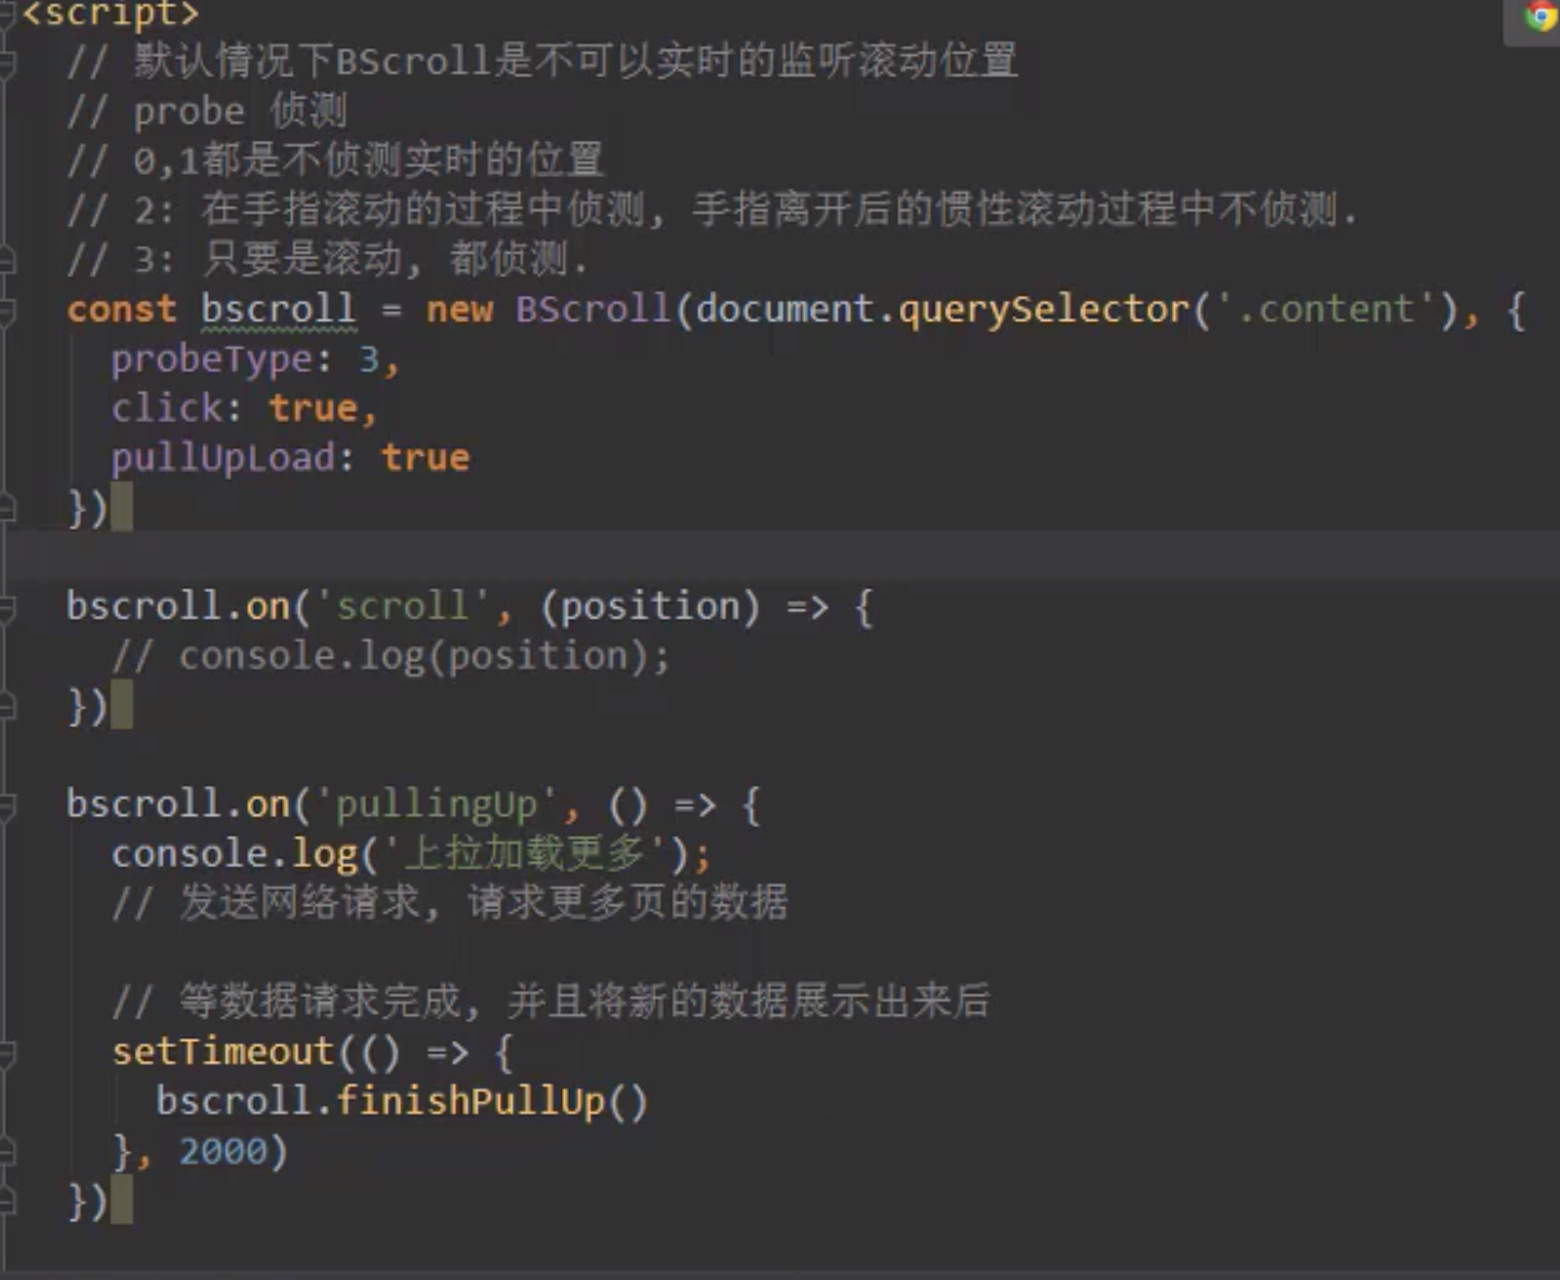 <script>
// 默认情况下BScroll是不可以实时的监听滚动位置
// probe 侦测
// 0,1都是不侦测实时的位置
// 2: 在手指滚动的过程中侦测, 手指离开后的惯性滚动过程中不侦测.
// 3: 只要是滚动, 都侦测.
const bscroll = new BScroll(document.querySelector('.content'), {
probeType: 3,
click: true,
pullUpLoad: true
})
bscroll.on('scroll', (position) => {
// console.log(position);
})
bscroll.on('pullingUp', () => {
console.log('上拉加载更多');
// 发送网络请求, 请求更多页的数据
// 等数据请求完成, 并且将新的数据展示出来后
setTimeout(() => {
bscroll.finishPullUp()
}, 2000)
})